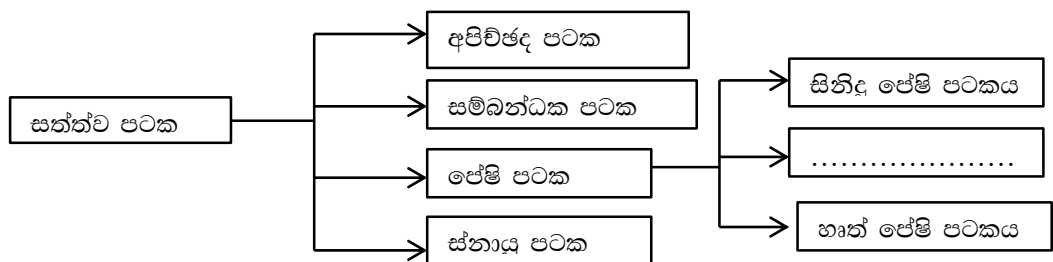 අපිච්ඡද පටක
සිනිඳු පේෂි පටකය
සම්බන්ධක පටක
සත්ත්ව පටක
....................
පේෂි පටක
හෘත් පේෂි පටකය
ස්නායු පටක